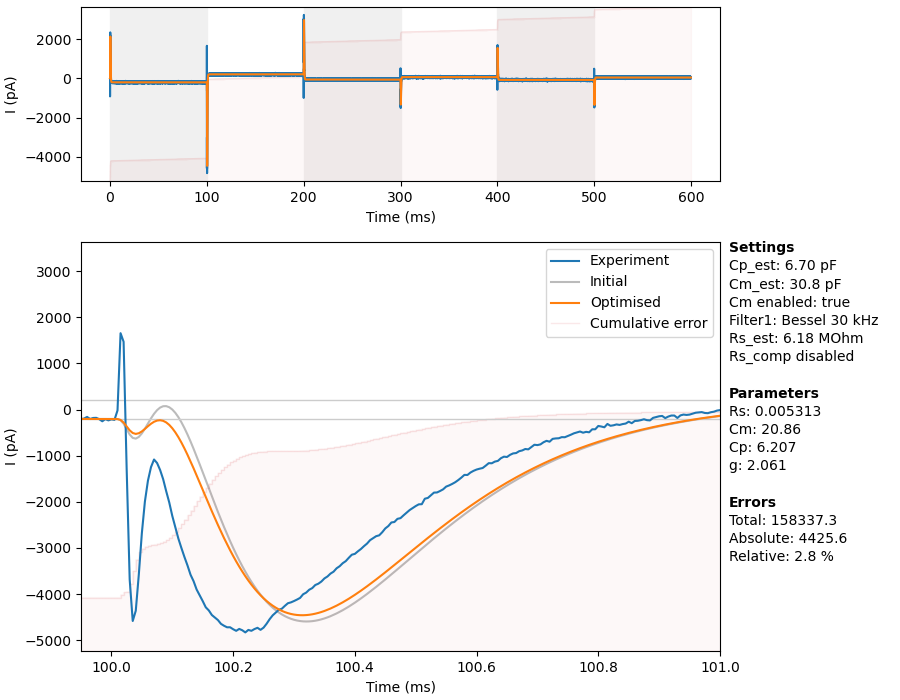 2000
0
−2000
−4000
I (pA)
0 100 200 300 400 500 600
Time (ms)
3000
2000
1000
0
−1000
−2000
−3000
−4000
−5000
I (pA)
100.0 100.2 100.4 100.6 100.8 101.0
Time (ms)
Experiment
Initial
Optimised
Cumulative error
Settings
Cp_est: 6.70 pF
Cm_est: 30.8 pF
Cm enabled: true
Filter1: Bessel 30 kHz
Rs_est: 6.18 MOhm
Rs_comp disabled
Parameters
Rs: 0.005313
Cm: 20.86
Cp: 6.207
g: 2.061
Errors
Total: 158337.3
Absolute: 4425.6
Relative: 2.8 %